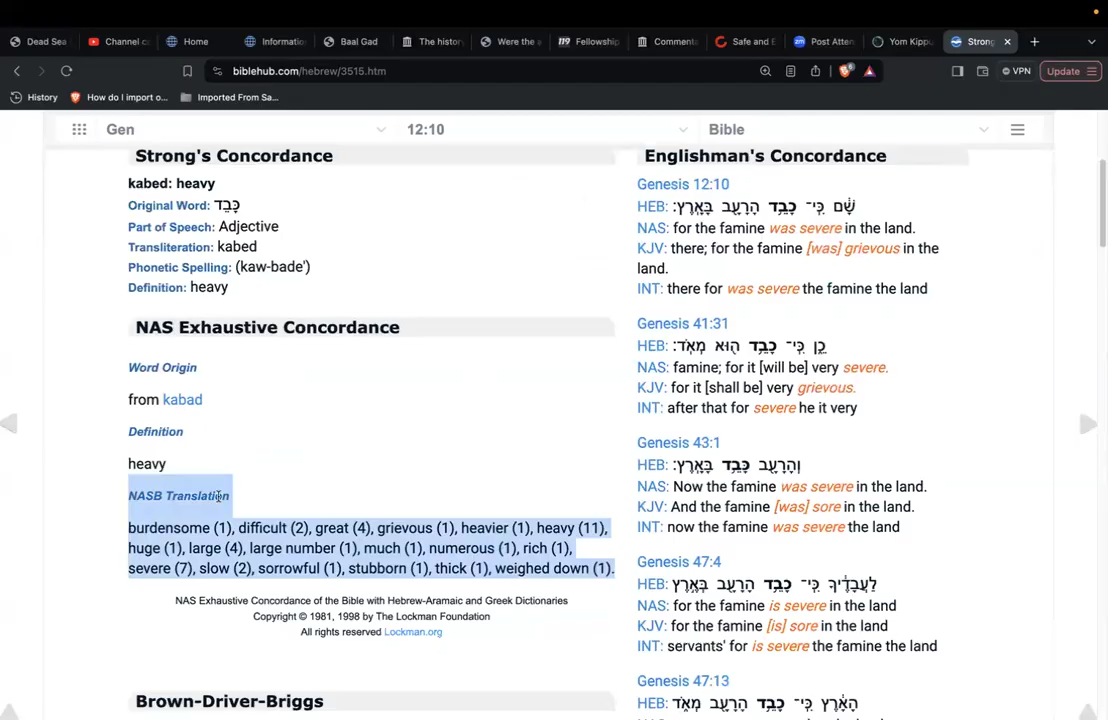 Dead Sea
Channel c
Home
Informatio
Baal Gad
The history
Were the a
119 Fellowship
Commenta
Safe and E
zm Post Atten
Yom Kippu
Strong
biblehub.com/hebrew/3515.htm
6
VPN
Update
History
How do I import o...
Imported From Sa...
Gen
12:10
Bible
Strong's Concordance
kabed: heavy
Original Word: כָּבֵד
Part of Speech: Adjective
Transliteration: kabed
Phonetic Spelling: (kaw-bade')
Definition: heavy
NAS Exhaustive Concordance
Word Origin
from kabad
Definition
heavy
NASB Translation
burdensome (1), difficult (2), great (4), grievous (1), heavier (1), heavy (11),
huge (1), large (4), large number (1), much (1), numerous (1), rich (1),
severe (7), slow (2), sorrowful (1), stubborn (1), thick (1), weighed down (1).
NAS Exhaustive Concordance of the Bible with Hebrew-Aramaic and Greek Dictionaries
Copyright © 1981, 1998 by The Lockman Foundation
All rights reserved Lockman.org
Brown-Driver-Briggs
Englishman's Concordance
Genesis 12:10
HEB: שָׁ֔ם כִּֽי־ כָבֵ֥ד הָרָעָ֖ב בָּאָֽרֶץ׃
NAS: for the famine was severe in the land.
KJV: there; for the famine [was] grievous in the
land.
INT: there for was severe the famine the land
Genesis 41:31
HEB: כֵ֑ן כִּֽי־ כָבֵ֥ד ה֖וּא מְאֹֽד׃
NAS: famine; for it [will be] very severe.
KJV: for it [shall be] very grievous.
INT: after that for severe he it very
Genesis 43:1
HEB: וְהָרָעָ֖ב כָּבֵ֥ד בָּאָֽרֶץ׃
NAS: Now the famine was severe in the land.
KJV: And the famine [was] sore in the land.
INT: now the famine was severe the land
Genesis 47:4
HEB: לַעֲבָדֶ֔יךָ כִּֽי־ כָבֵ֥ד הָרָעָ֖ב בְּאֶ֣רֶץ
NAS: for the famine is severe in the land
KJV: for the famine [is] sore in the land
INT: servants' for is severe the famine the land
Genesis 47:13
HEB: הָאָ֔רֶץ כִּֽי־ כָבֵ֥ד הָרָעָ֖ב מְאֹ֑ד